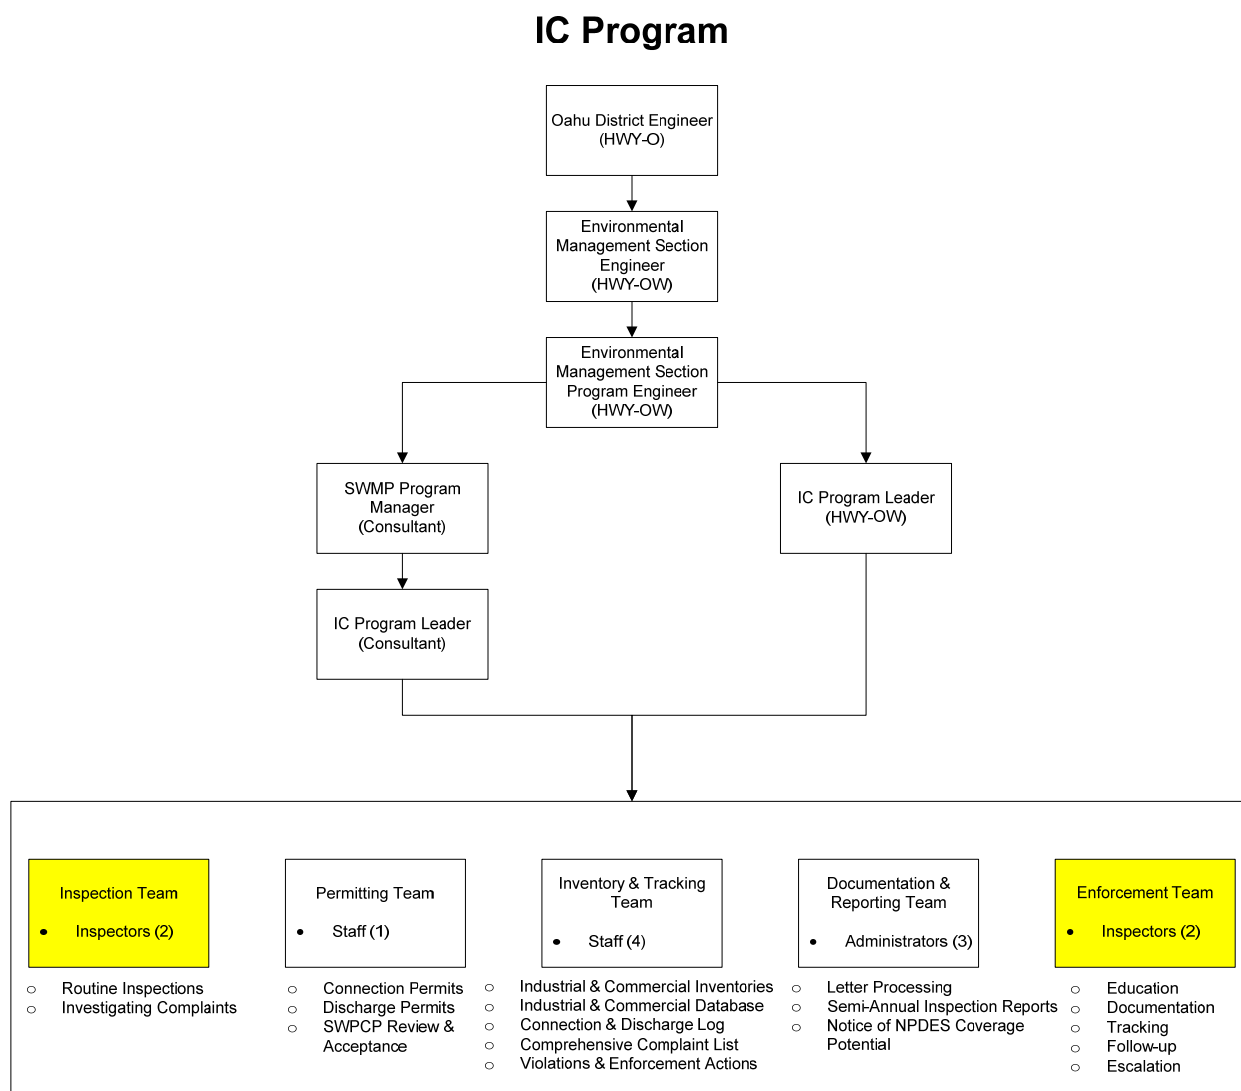 IC Program
Oahu District Engineer
(HWY-O)
Environmental
Management Section
Engineer
(HWY-OW)
Environmental
Management Section
Program Engineer
(HWY-OW)
SWMP Program
Manager
(Consultant)
IC Program Leader
(HWY-OW)
IC Program Leader
(Consultant)
Inspection Team
• Inspectors (2)
o Routine Inspections
o Investigating Complaints
Permitting Team
• Staff (1)
o Connection Permits
o Discharge Permits
o SWPCP Review &
Acceptance
Inventory & Tracking
Team
• Staff (4)
o Industrial & Commercial Inventories
o Industrial & Commercial Database
o Connection & Discharge Log
o Comprehensive Complaint List
o Violations & Enforcement Actions
Documentation &
Reporting Team
• Administrators (3)
o Letter Processing
o Semi-Annual Inspection Reports
o Notice of NPDES Coverage
Potential
Enforcement Team
• Inspectors (2)
o Education
o Documentation
o Tracking
o Follow-up
o Escalation